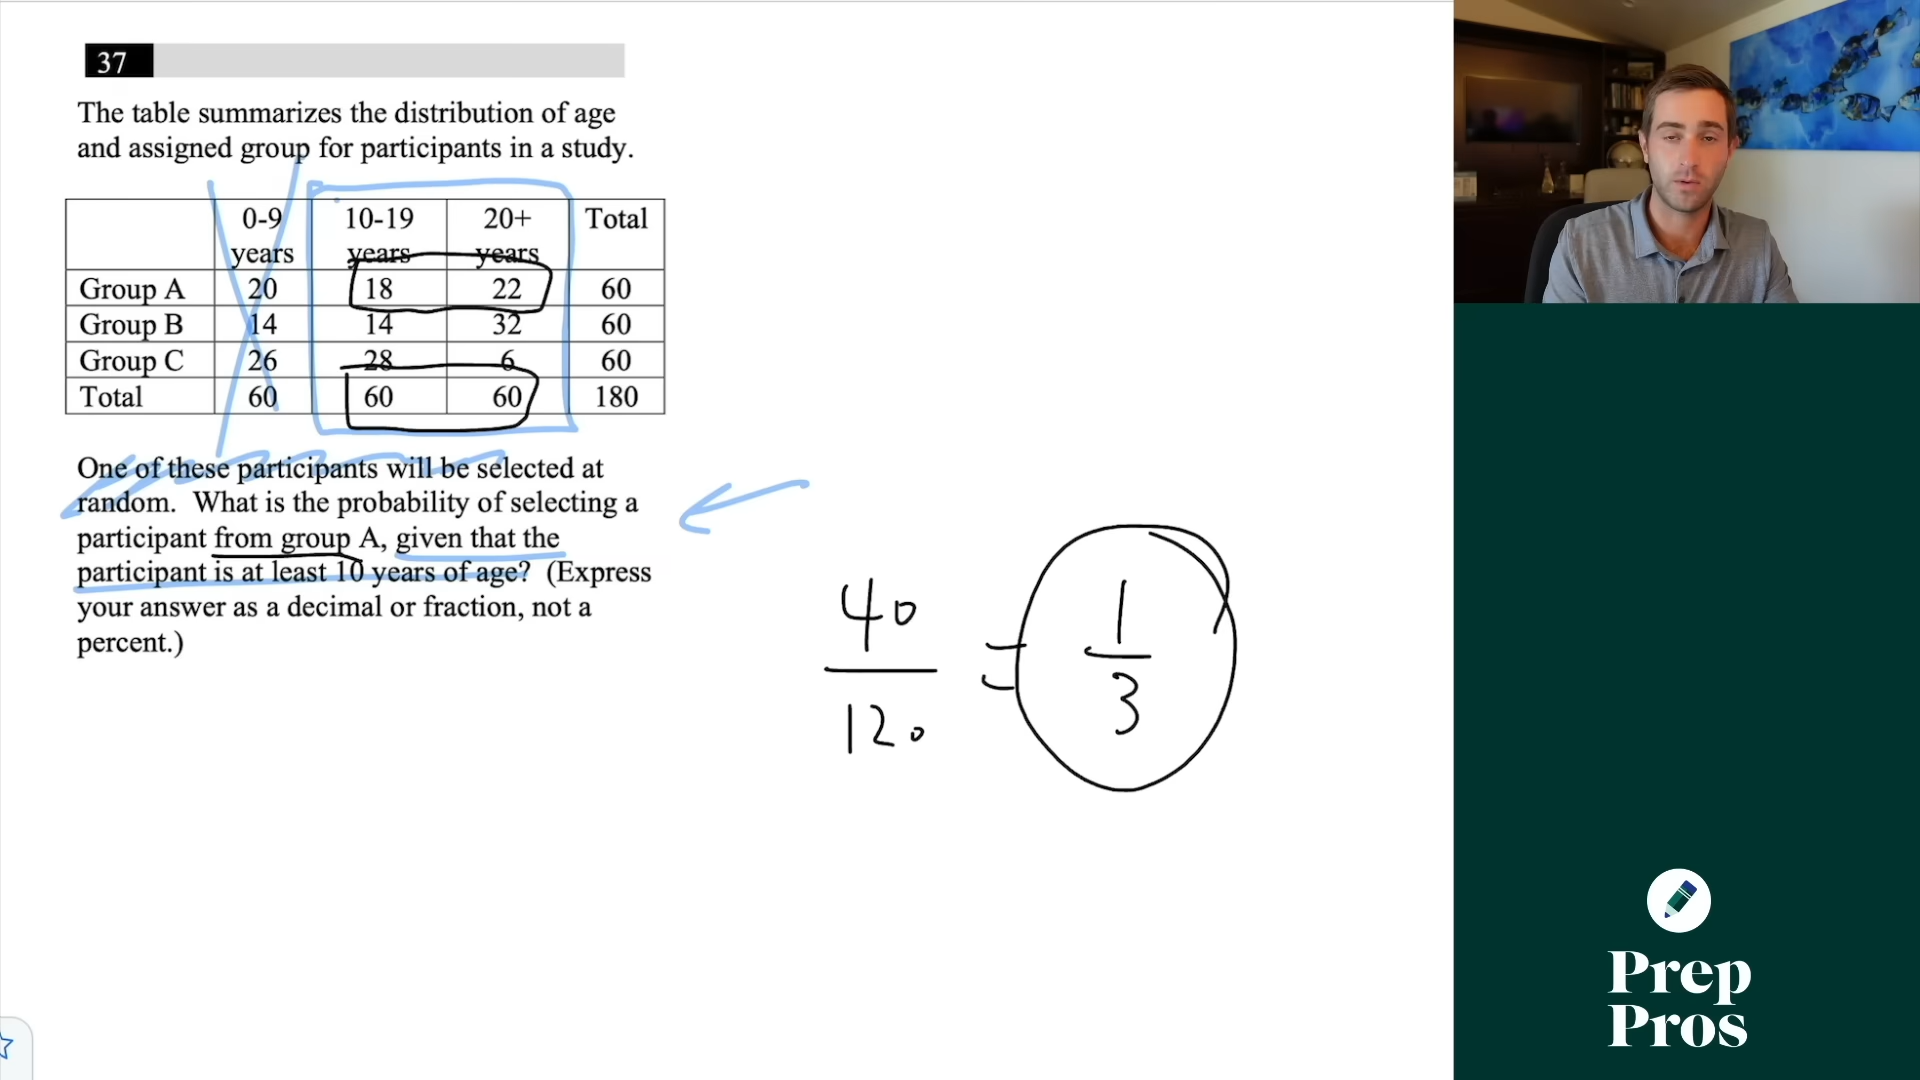 37
The table summarizes the distribution of age
and assigned group for participants in a study.
0-9 years 10-19 years 20+ years Total
Group A 20 18 22 60
Group B 14 14 32 60
Group C 26 28 6 60
Total 60 60 60 180
One of these participants will be selected at
random. What is the probability of selecting a
participant from group A, given that the
participant is at least 10 years of age? (Express
your answer as a decimal or fraction, not a
percent.)
40
120
=
1
3
Prep
Pros